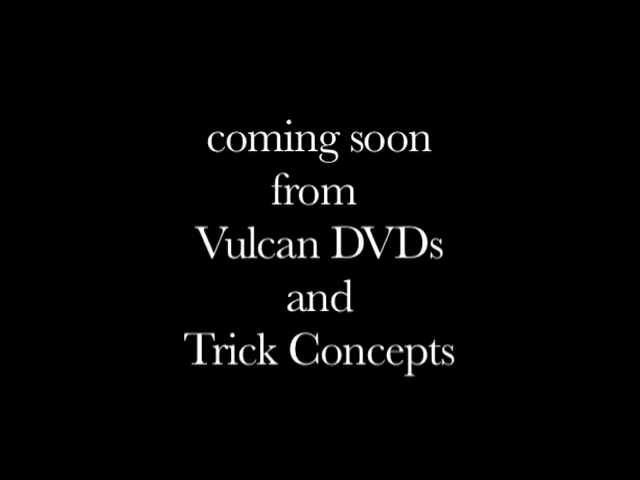 coming soon
from
Vulcan DVDs
and
Trick Concepts